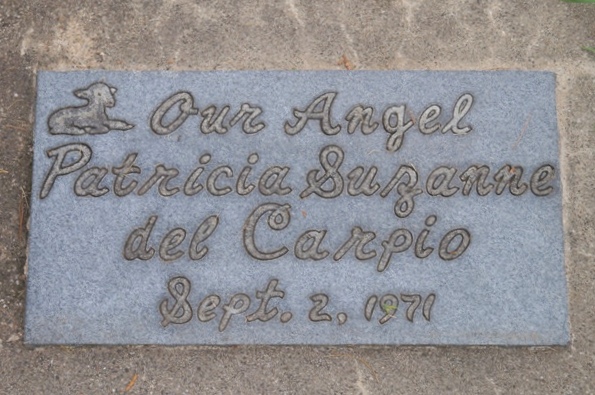 Our Angel
Patricia Suzanne
del Carpio
Sept. 2, 1971